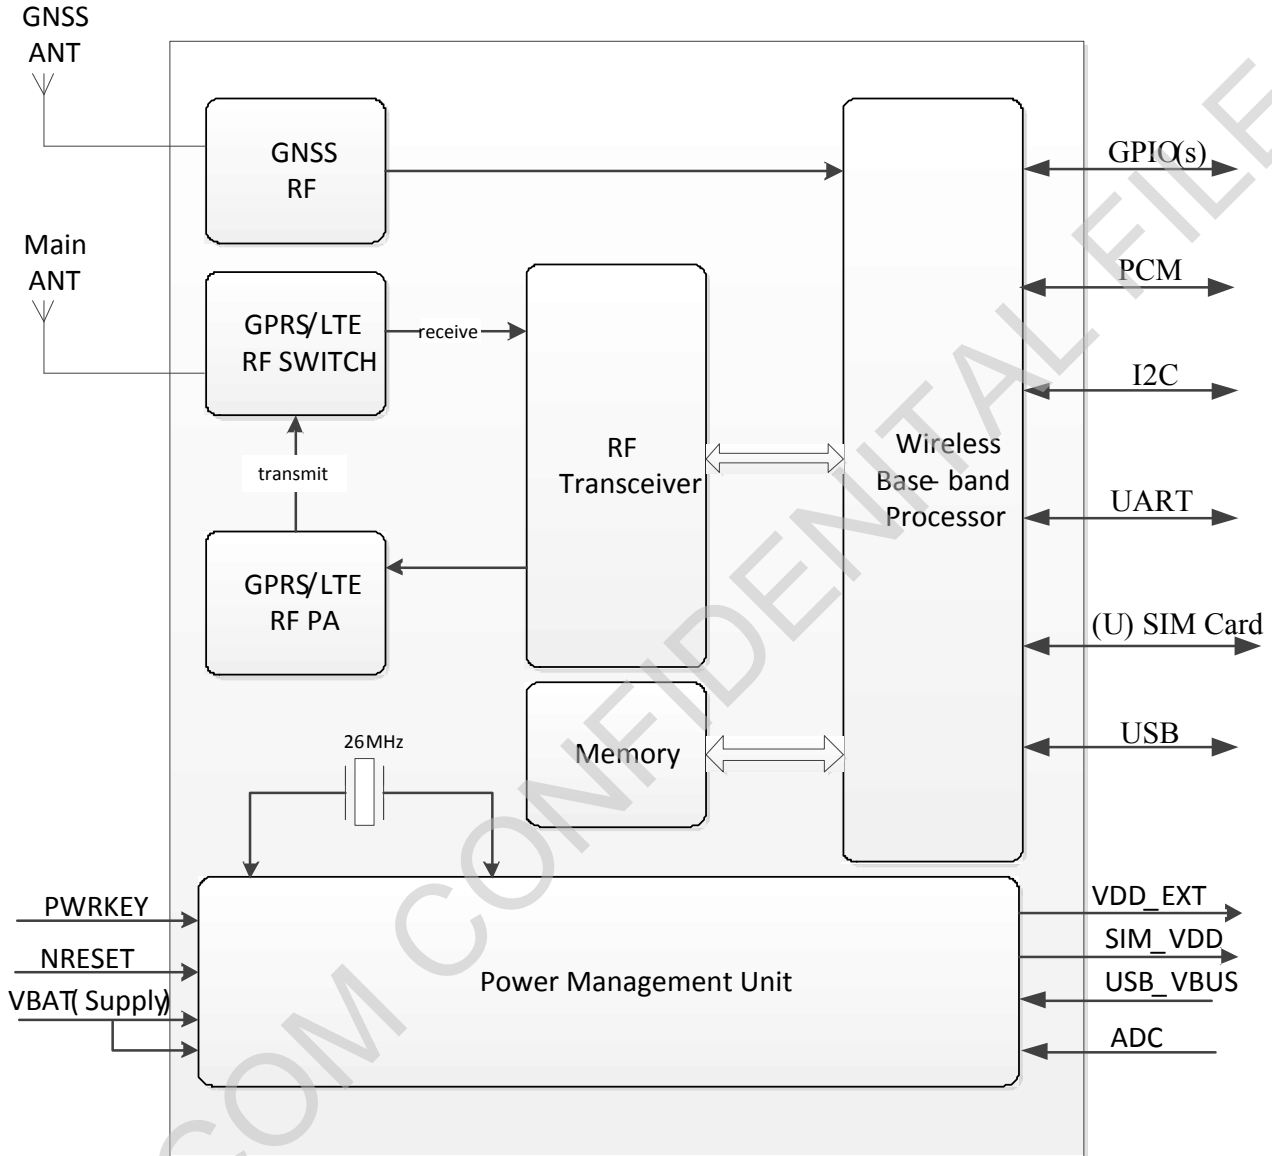 GNSS
ANT
GNSS
RF
GPIO(s)
Main
ANT
PCM
GPRS/LTE
RF SWITCH
receive
I2C
RF
Transceiver
Wireless
Base-band
Processor
transmit
UART
GPRS/LTE
RF PA
(U) SIM Card
USB
26MHz
Memory
PWRKEY
NRESET
VBAT(Supply)
Power Management Unit
VDD_EXT
SIM_VDD
USB_VBUS
ADC
COM CONFIDENITAL FILE